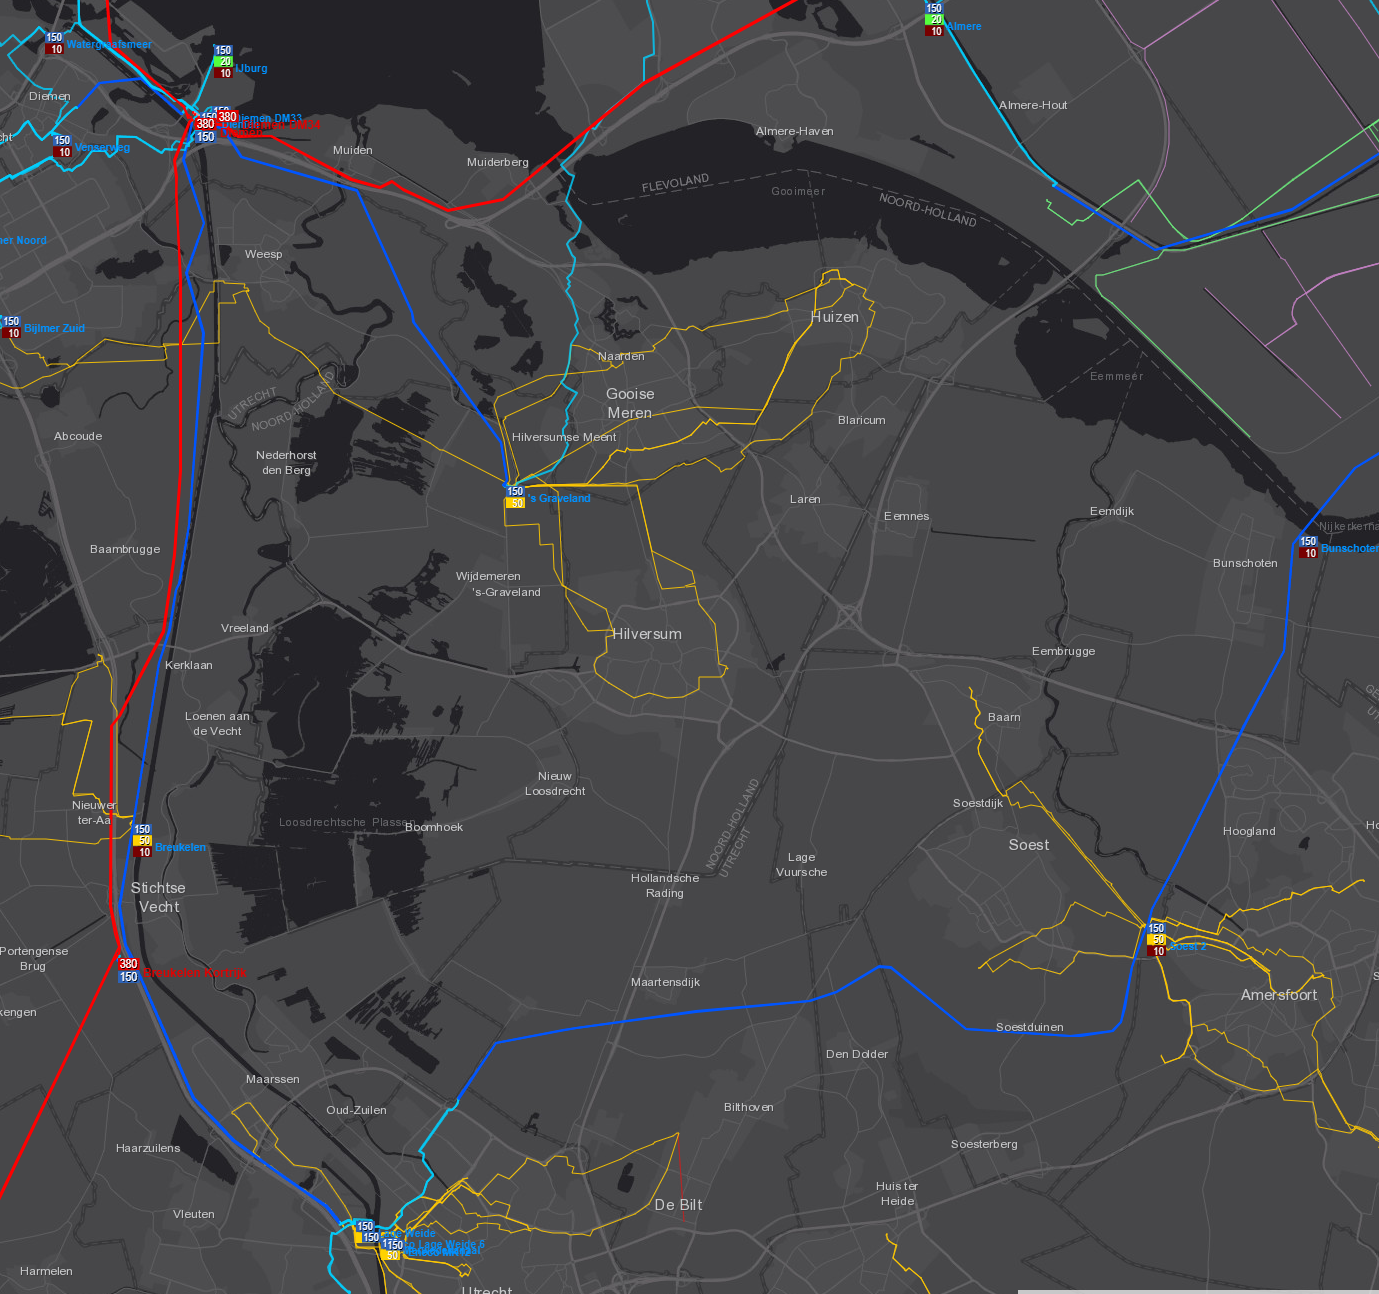 150
10
Watergraafsmeer
150
20
10
IJburg
150
20
10
Almere
Diemen
Almere-Hout
150
380
Diemen DM33
380
150
150
10
Venserweg
Muiden
Muiderberg
Almere-Haven
FLEVOLAND
Gooimeer
NOORD-HOLLAND
Weesp
150
10
Bijlmer Zuid
Huizen
Naarden
Eemmeer
UTRECHT
NOORD-HOLLAND
Gooise
Meren
Blaricum
Abcoude
Hilversumse Meent
Nederhorst
den Berg
150
50
's Graveland
Laren
Eemnes
Eemdijk
150
10
Bunschoten
Baambrugge
Bunschoten
Wijdemeren
's-Graveland
Vreeland
Hilversum
Kerklaan
Eembrugge
Loenen aan
de Vecht
Baarn
Nieuw
Loosdrecht
Nieuwer
ter-Aa
Soestdijk
150
50
10
Breukelen
Loosdrechtsche Plassen
Boomhoek
NOORD-HOLLAND
UTRECHT
Hoogland
Soest
Lage
Vuursche
Stichtse
Vecht
Hollandsche
Rading
150
50
10
Soest 2
Portengense
Brug
380
150
Breukelen Kortrijk
Maartensdijk
Amersfoort
Soestduinen
Den Dolder
Maarssen
Oud-Zuilen
Bilthoven
Haarzuilens
Soesterberg
Huis ter
Heide
De Bilt
Vleuten
150
150
150
50
Harmelen
Utrecht